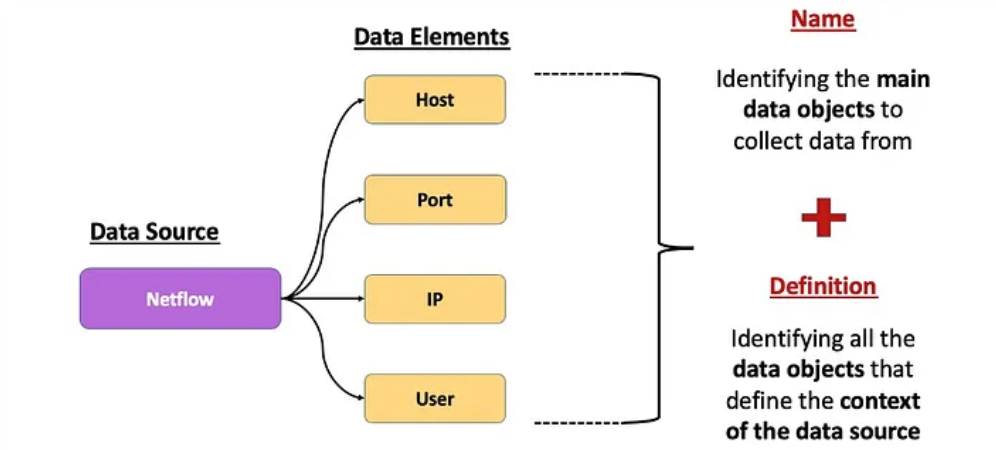 Data Elements
Host
Port
IP
User
Data Source
Netflow
Name
Identifying the main
data objects to
collect data from
Definition
Identifying all the
data objects that
define the context
of the data source